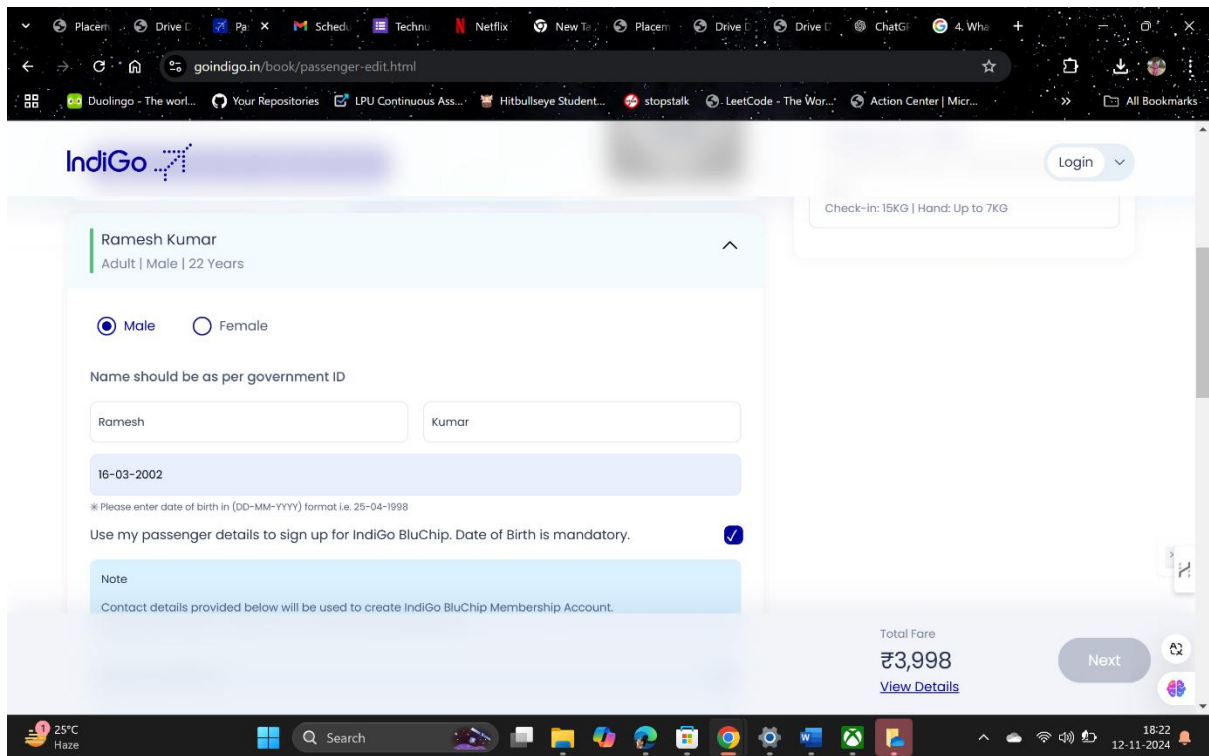 Placem Drive D Pa Schedu Technu Netflix New Ta Placem Drive D Drive D ChatG 4. Wha
goindigo.in/book/passenger-edit.html
Duolingo - The worl... Your Repositories LPU Continuous Ass... Hitbullseye Student... stopstalk LeetCode - The Wor... Action Center | Micr... » All Bookmarks
IndiGo
Login
Check-in: 15KG | Hand: Up to 7KG
Ramesh Kumar
Adult | Male | 22 Years
Male Female
Name should be as per government ID
Ramesh Kumar
16-03-2002
* Please enter date of birth in (DD-MM-YYYY) format i.e. 25-04-1998
Use my passenger details to sign up for IndiGo BluChip. Date of Birth is mandatory.
Note
Contact details provided below will be used to create IndiGo BluChip Membership Account.
Total Fare
₹3,998
Next
View Details
1 25°C
Haze
Search
18:22
12-11-2024